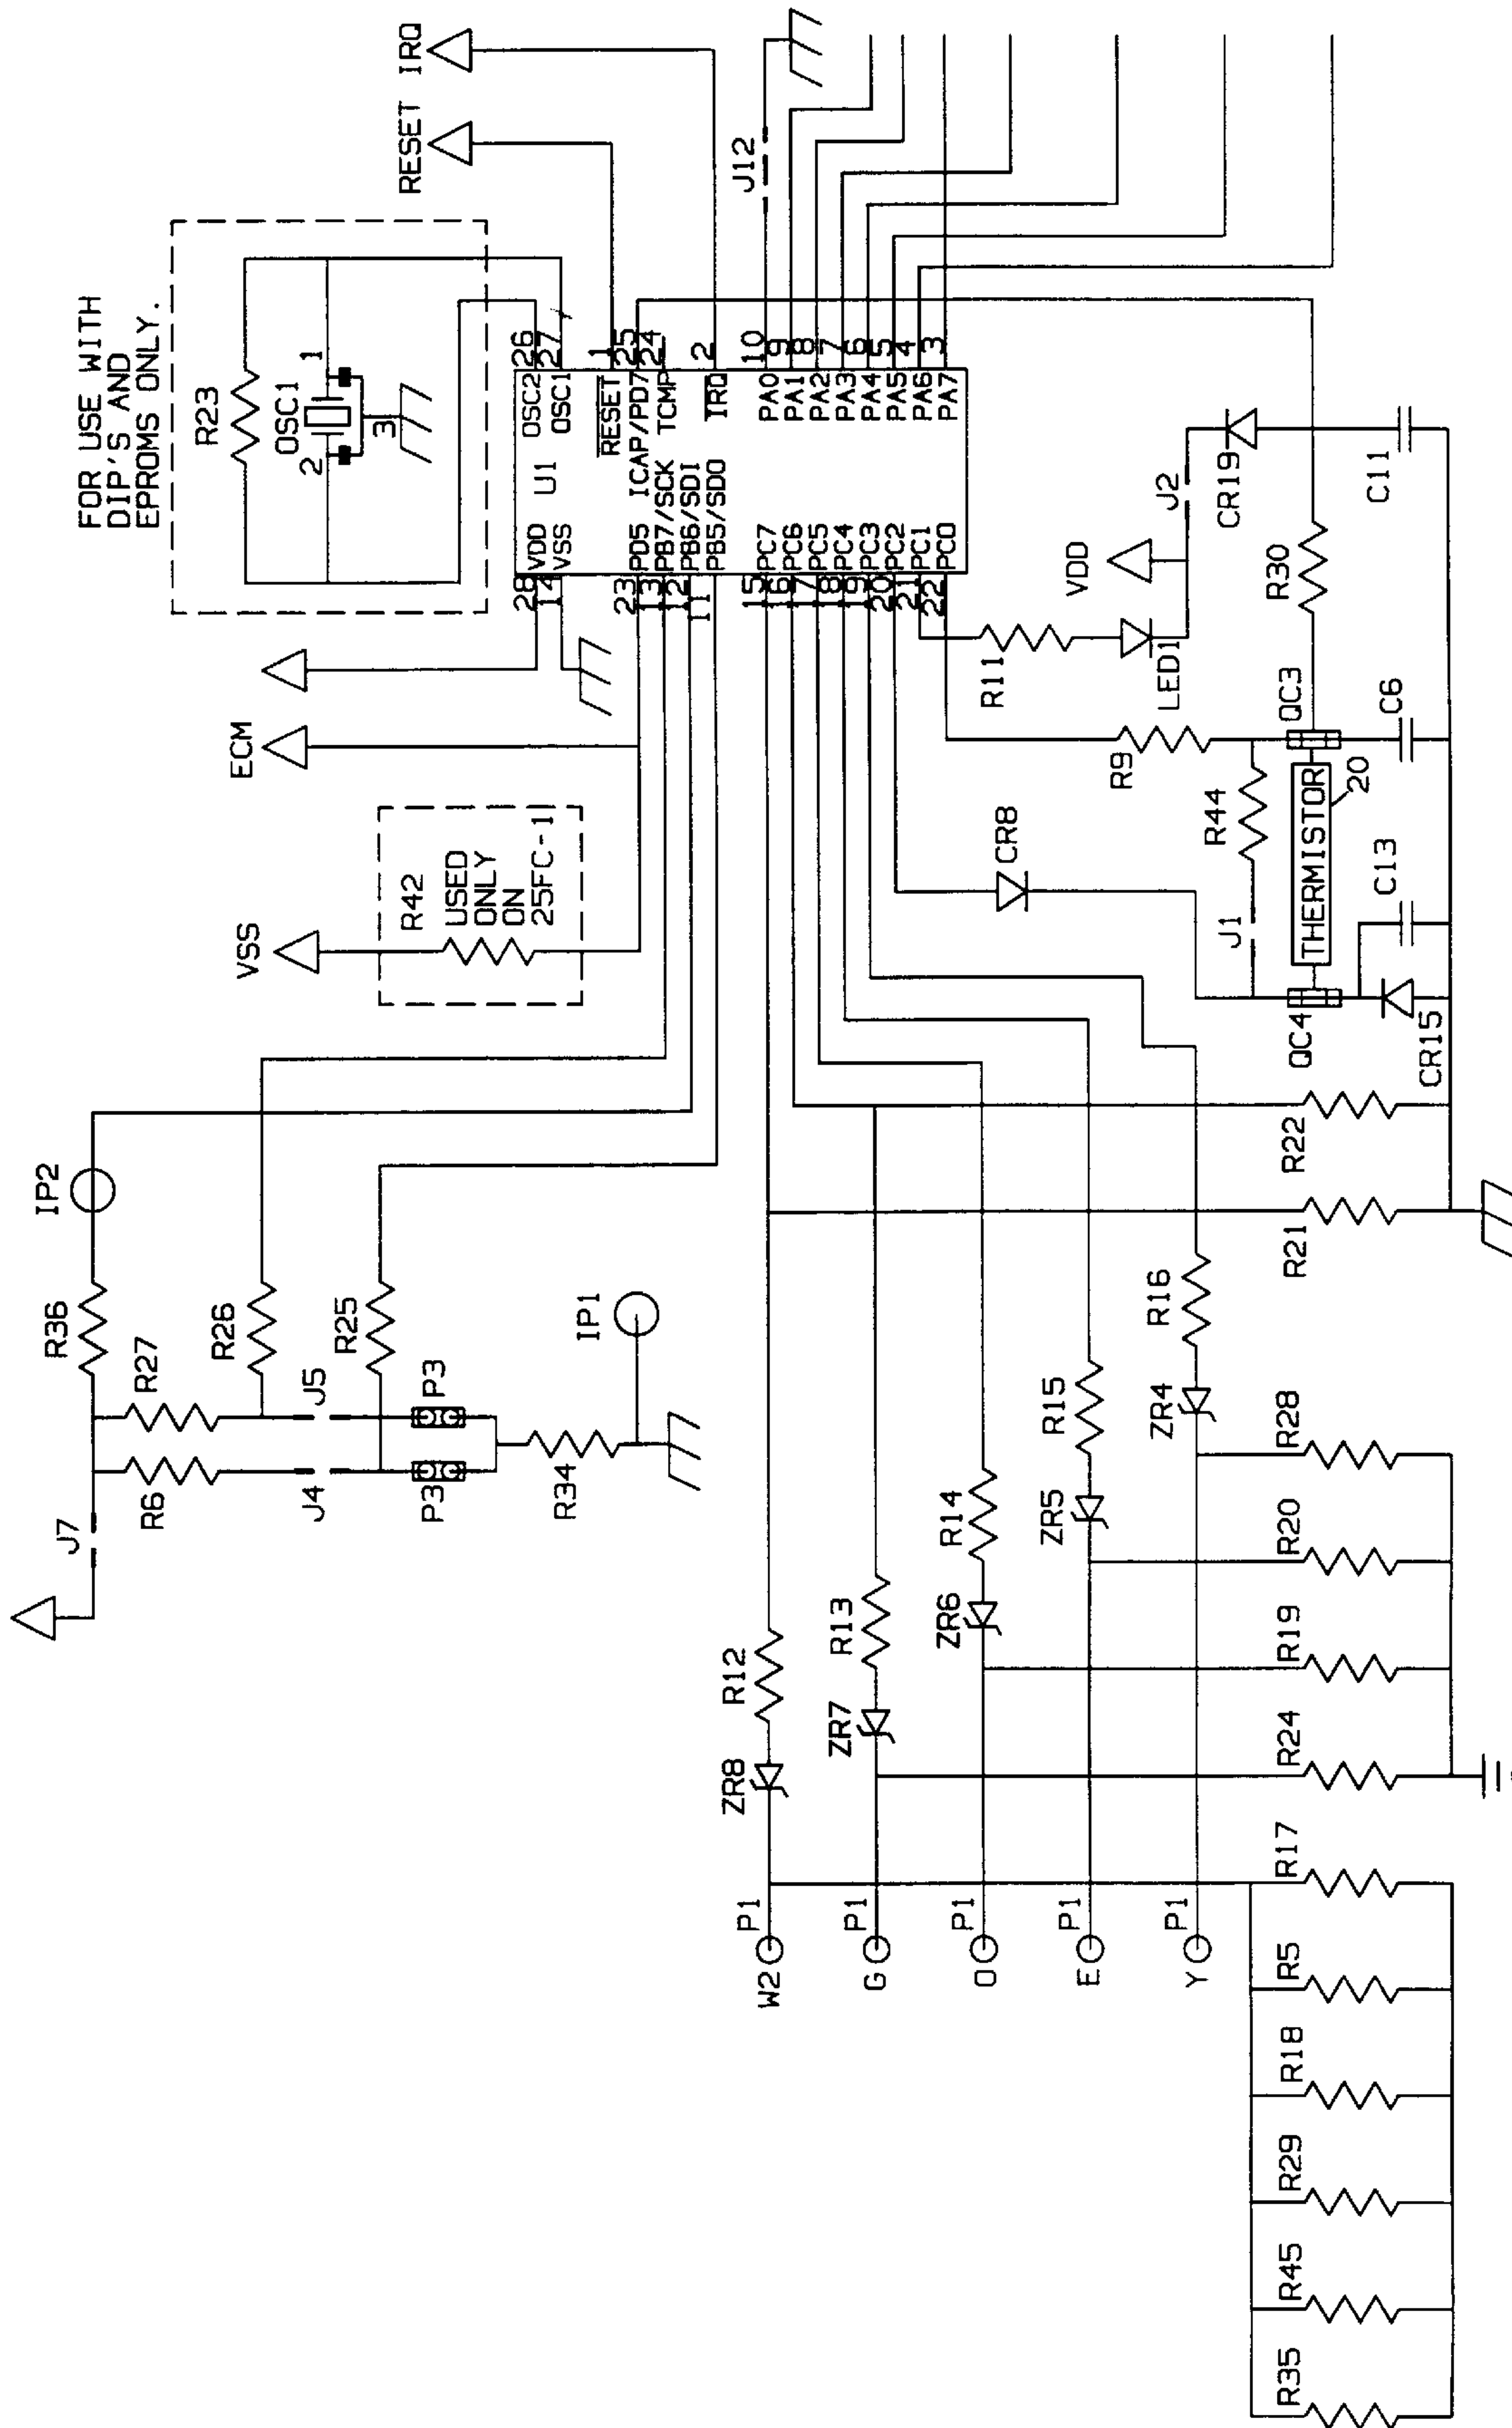 FOR USE WITH
DIP'S AND
EPROMS ONLY.
R23
OSC1
2
1
3
RESET
IRQ
ECM
VSS
R42
USED
ONLY
ON
25FC-1
J7
R36
IP2
R6
R27
R26
R25
J4
J5
P3
P3
R34
IP1
28 VDD
14 VSS
U1
OSC2 26
OSC1 27
RESET 1
23 PD5
ICAP/PD7 25
13 PB7/SCK
TCMP 24
12 PB6/SDI
11 PB5/SDO
IRQ 2
15 PC7
PA0 10
16 PC6
PA1 9
17 PC5
PA2 8
18 PC4
PA3 7
19 PC3
PA4 6
20 PC2
PA5 5
21 PC1
PA6 4
22 PC0
PA7 3
J12
W2
P1
ZR8
R12
G
P1
ZR7
R13
O
P1
ZR6
R14
E
P1
ZR5
R15
Y
P1
ZR4
R16
CR8
R9
R11
LED1
VDD
J2
CR19
R44
J1
QC4
THERMISTOR
20
QC3
R30
CR15
C13
C6
C11
R35
R45
R29
R18
R5
R17
R24
R19
R20
R28
R21
R22